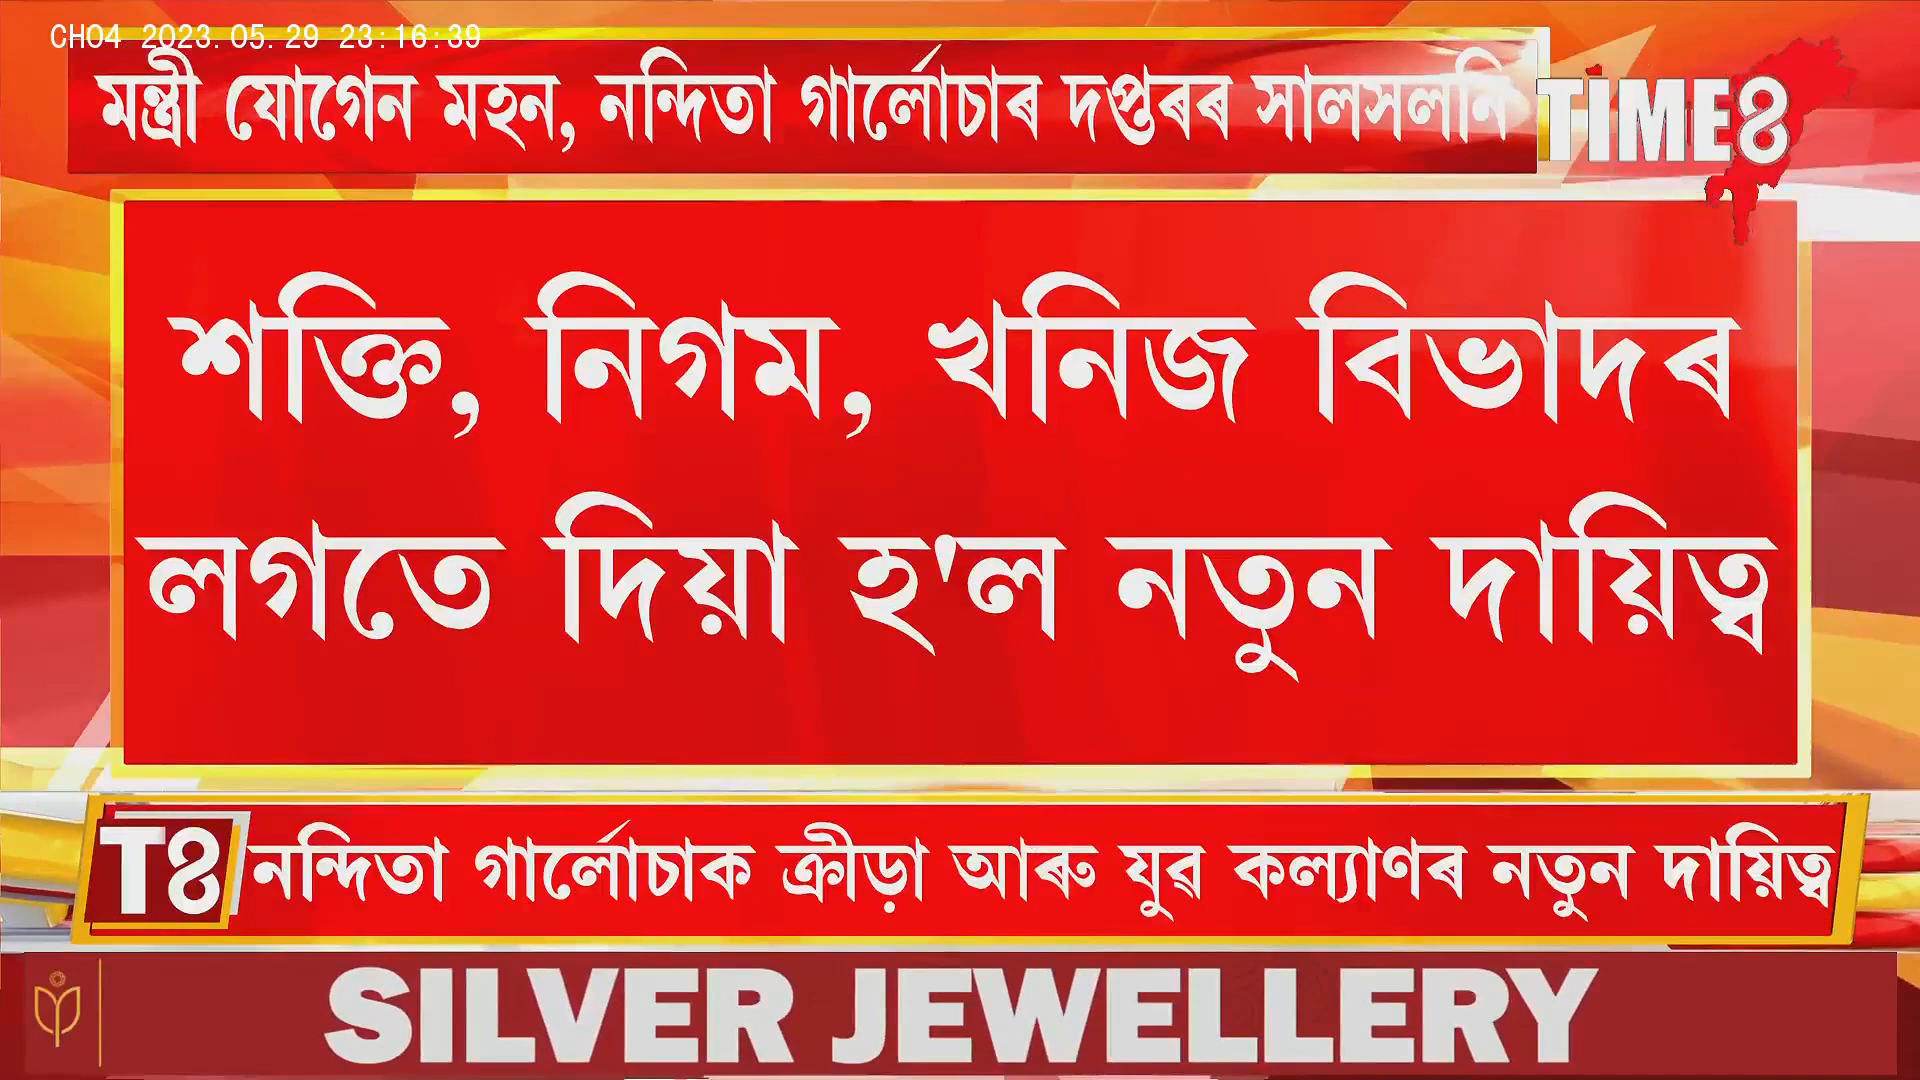 CH04 2023.05.29 23:16:39
মন্ত্ৰী যোগেন মহন, নন্দিতা গাৰ্লোচাৰ দপ্তৰৰ সালসলনি
TIME8
শক্তি, নিগম, খনিজ বিভাদৰ
লগতে দিয়া হ'ল নতুন দায়িত্ব
T8
নন্দিতা গাৰ্লোচাক ক্ৰীড়া আৰু যুৱ কল্যাণৰ নতুন দায়িত্ব
SILVER JEWELLERY